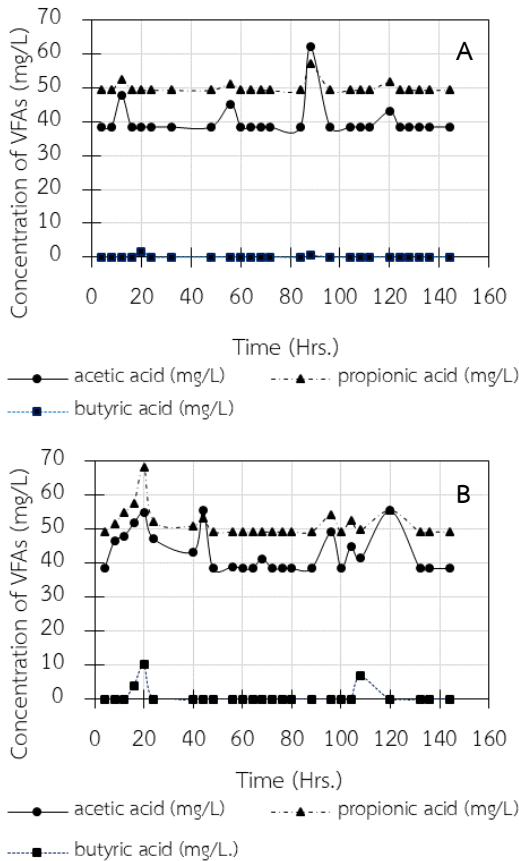 A
Concentration of VFAs (mg/L)
70
60
50
40
30
20
10
0
0 20 40 60 80 100 120 140 160
Time (Hrs.)
acetic acid (mg/L) propionic acid (mg/L)
butyric acid (mg/L)
B
Concentration of VFAs (mg/L)
70
60
50
40
30
20
10
0
0 20 40 60 80 100 120 140 160
Time (Hrs.)
acetic acid (mg/L) propionic acid (mg/L)
butyric acid (mg/L.)